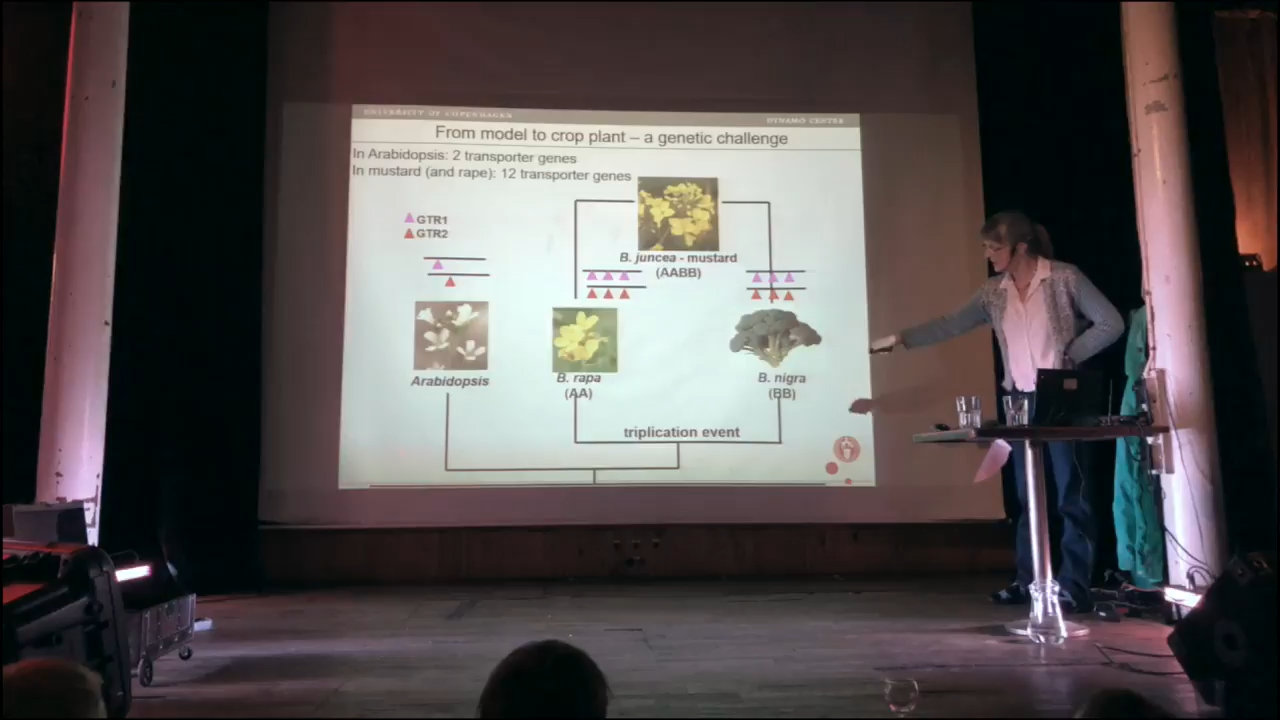 UNIVERSITY OF COPENHAGEN
DYNAMO CENTER
From model to crop plant – a genetic challenge
In Arabidopsis: 2 transporter genes
In mustard (and rape): 12 transporter genes
GTR1
GTR2
B. juncea - mustard
(AABB)
Arabidopsis
B. rapa
(AA)
B. nigra
(BB)
triplication event